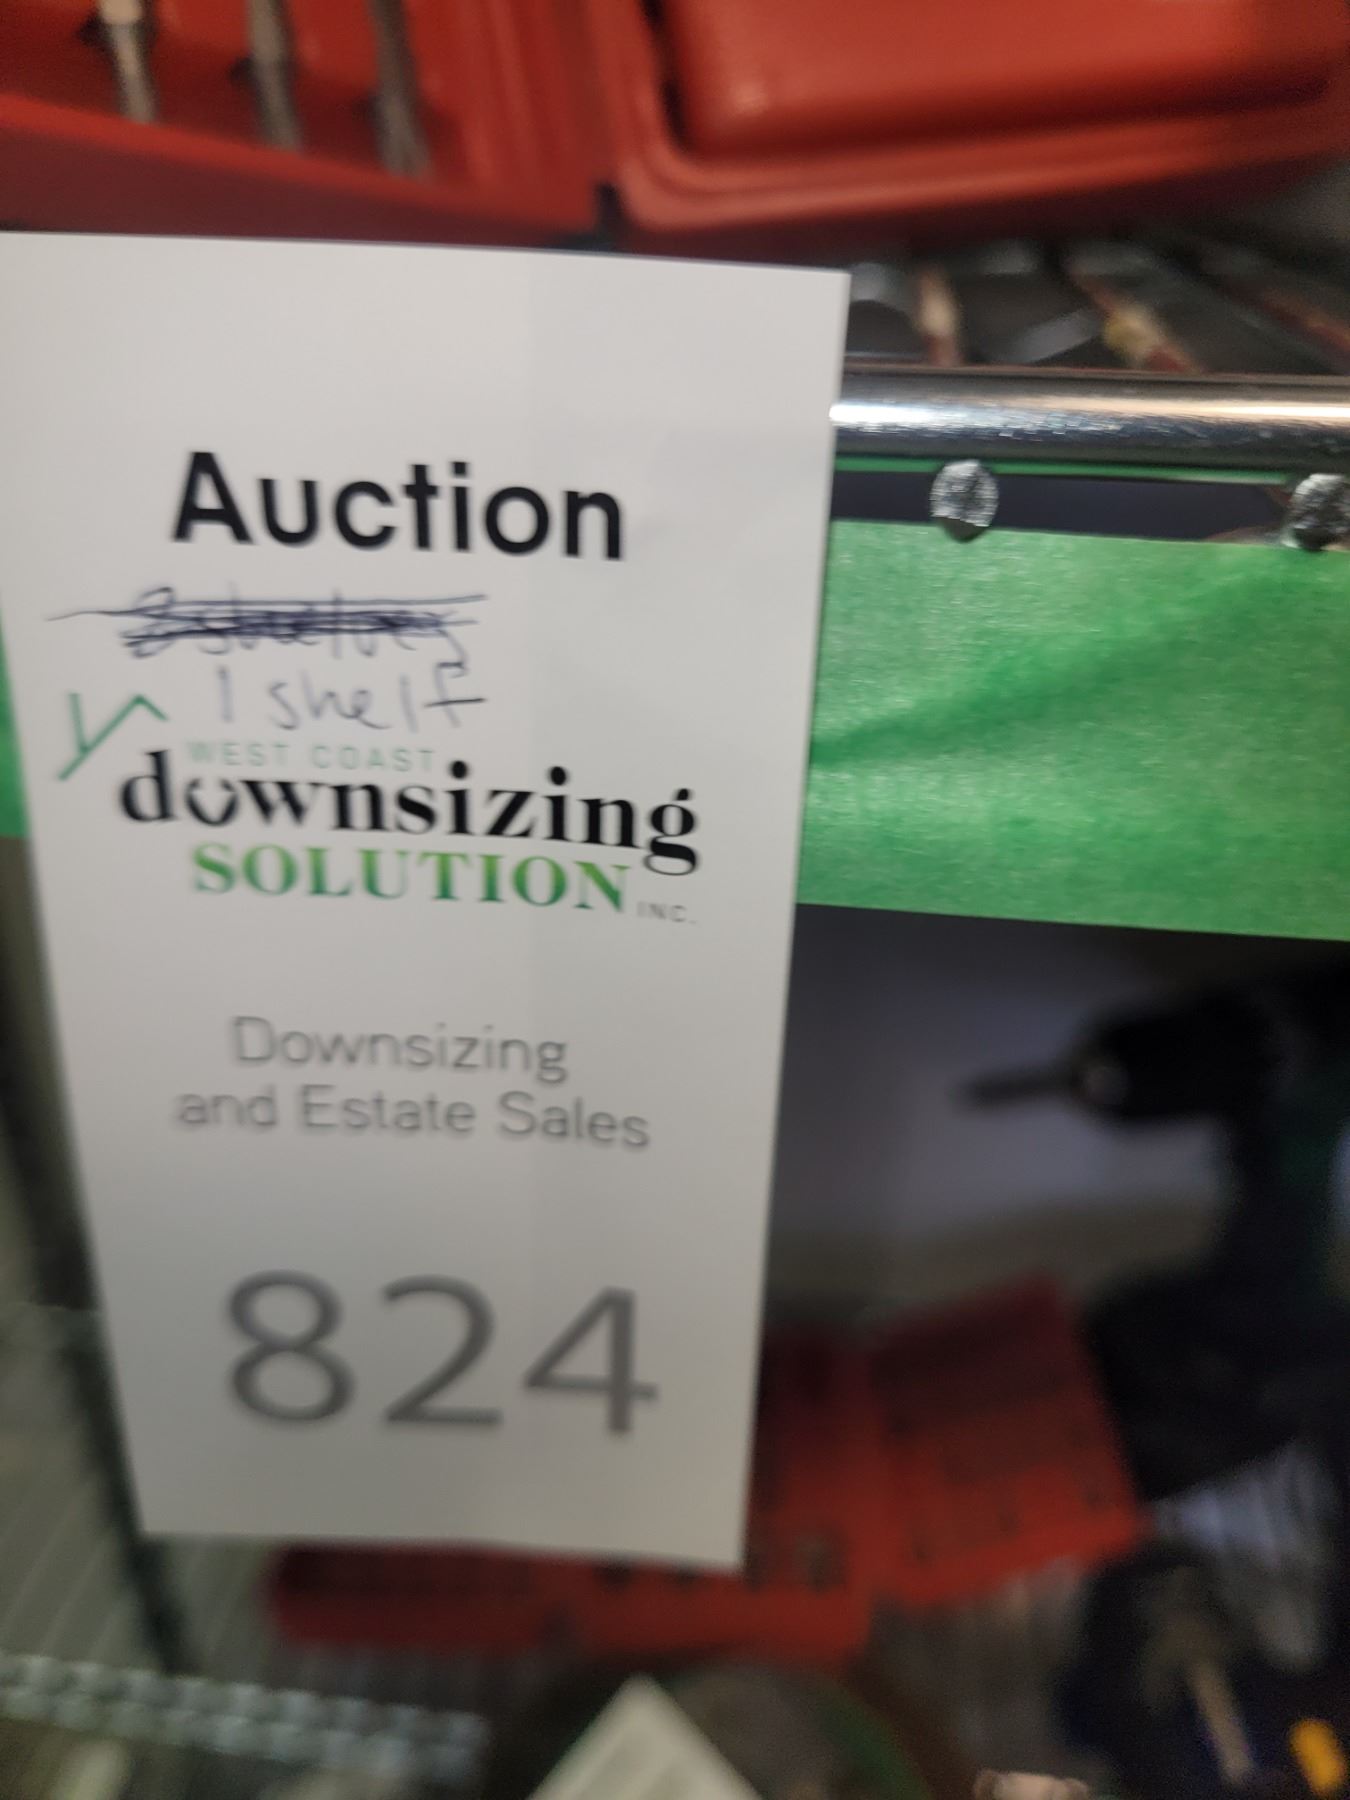 Auction
1 shelf
WEST COAST
downsizing
SOLUTION INC.
Downsizing
and Estate Sales
824